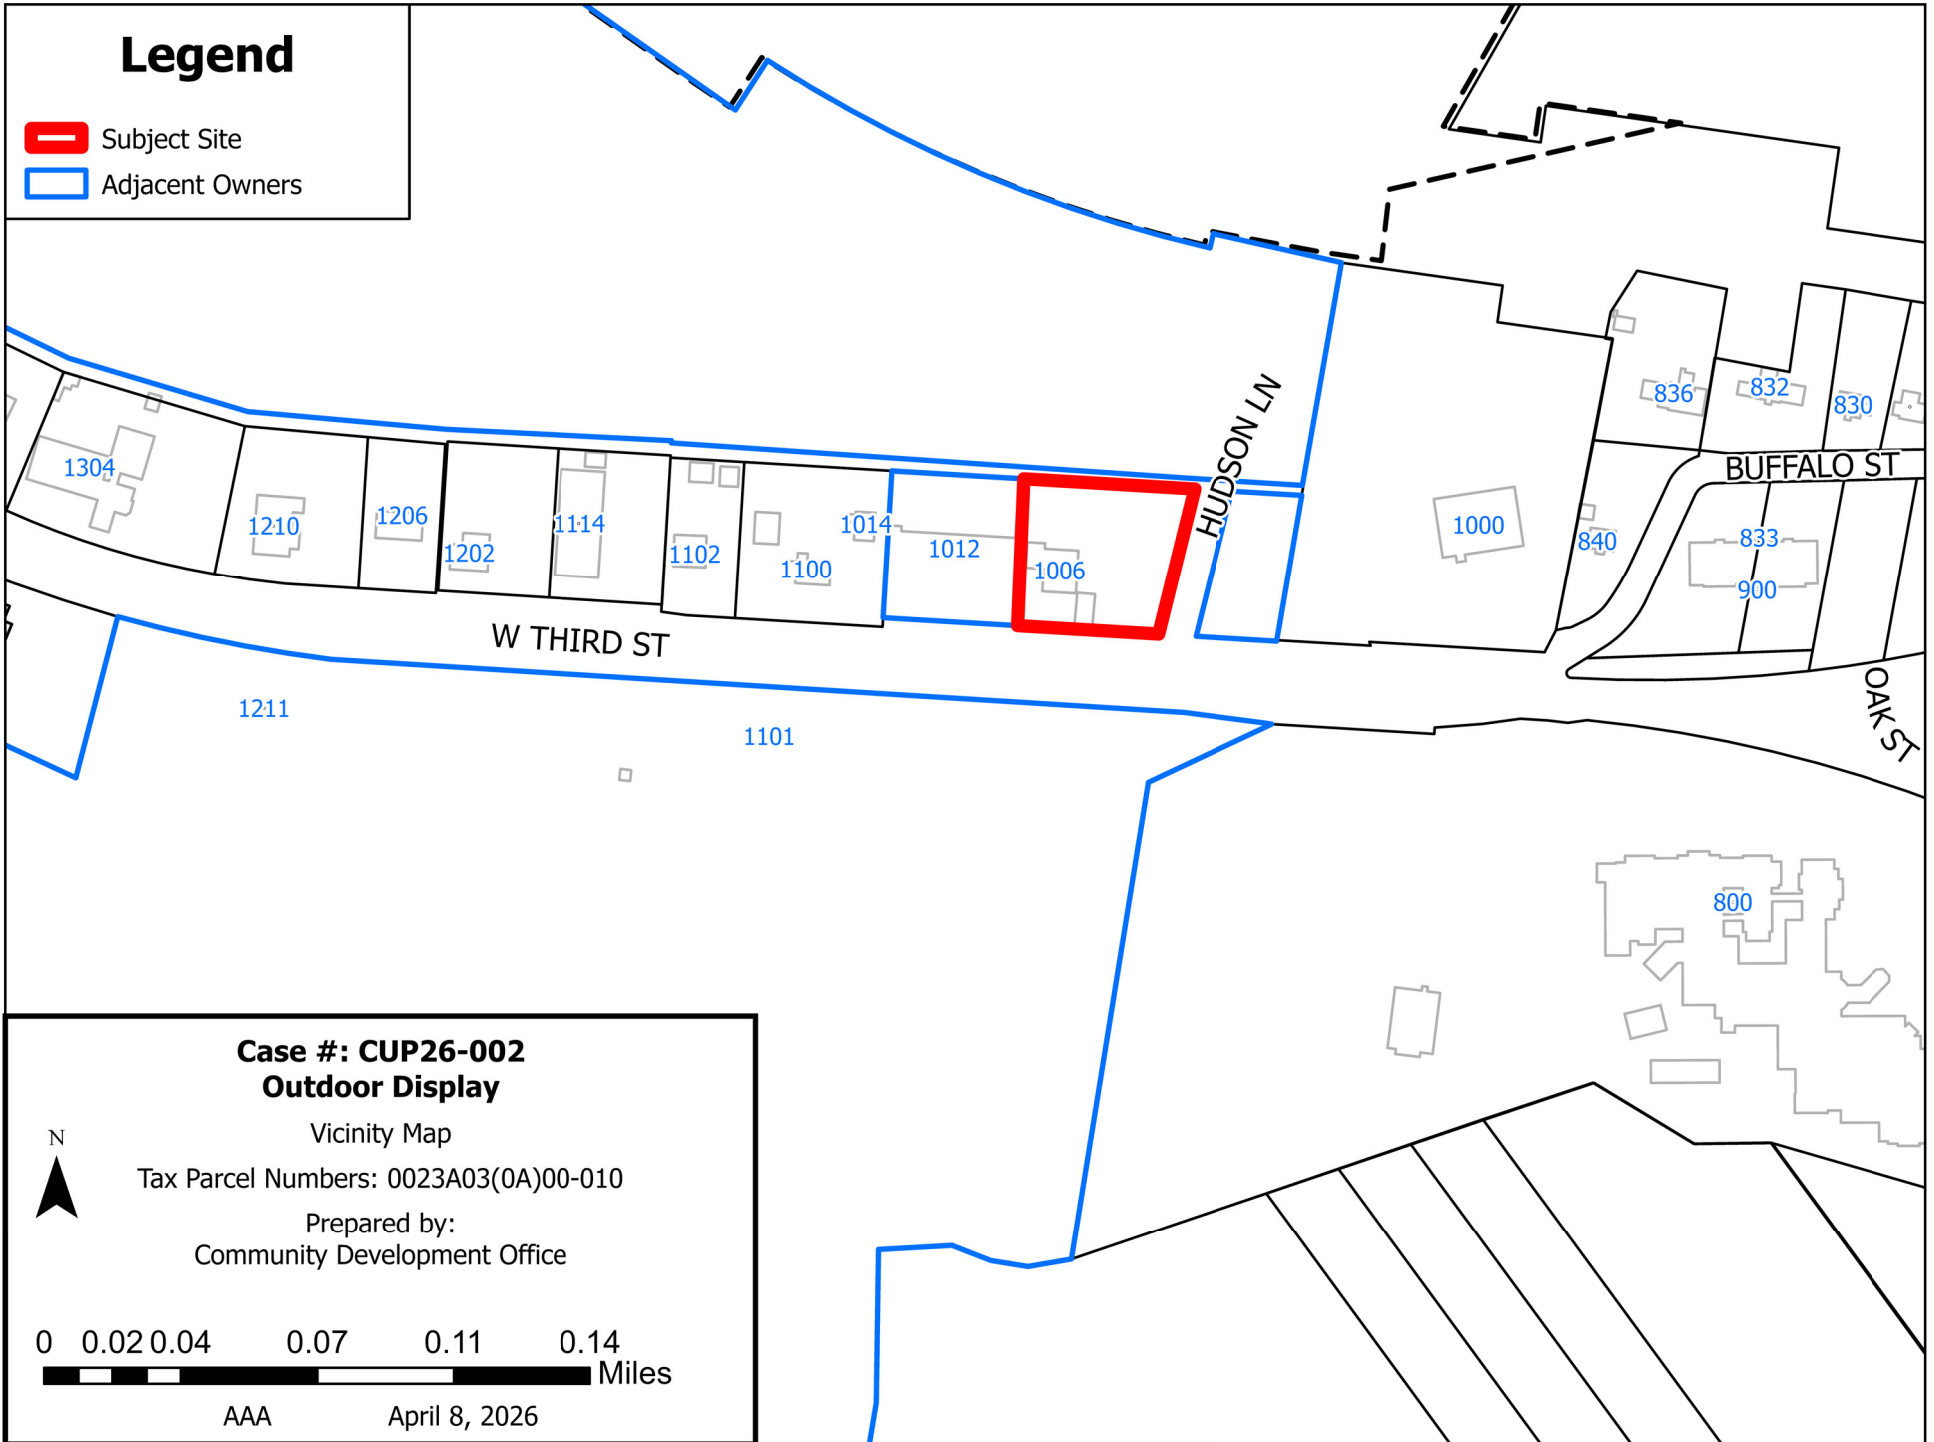 Legend
Subject Site
Adjacent Owners
HUDSON LN
836
832
830
BUFFALO ST
1304
1210
1206
1202
1114
1102
1014
1100
1012
1006
1000
840
833
900
W THIRD ST
OAK ST
1211
1101
800
Case #: CUP26-002
Outdoor Display
N
Vicinity Map
Tax Parcel Numbers: 0023A03(0A)00-010
Prepared by:
Community Development Office
0 0.02 0.04 0.07 0.11 0.14
Miles
AAA April 8, 2026